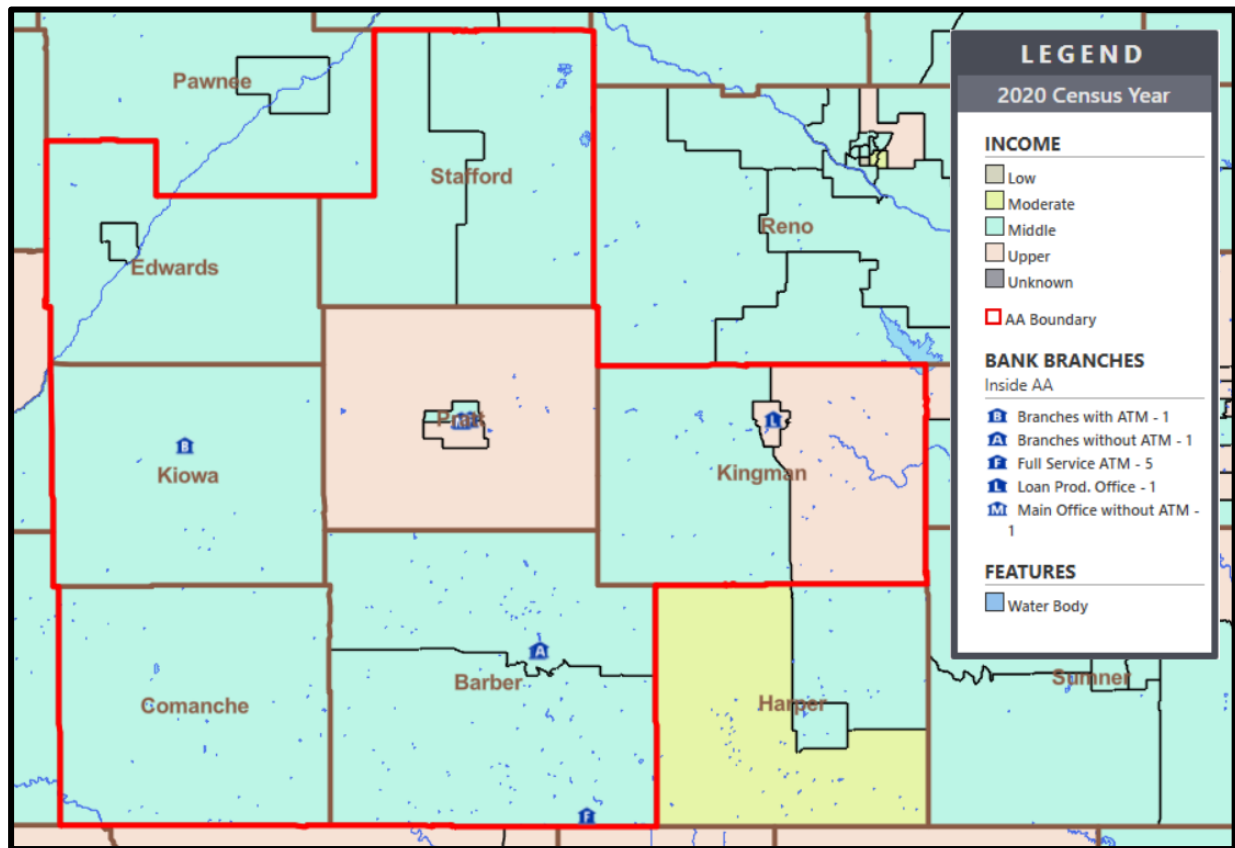 Pawnee
Stafford
Reno
Edwards
Pratt
Kiowa
Kingman
Comanche
Barber
Harper
Sumner
B
L
A
F
LEGEND
2020 Census Year
INCOME
Low
Moderate
Middle
Upper
Unknown
AA Boundary
BANK BRANCHES
Inside AA
B Branches with ATM - 1
A Branches without ATM - 1
F Full Service ATM - 5
L Loan Prod. Office - 1
M Main Office without ATM -
1
FEATURES
Water Body